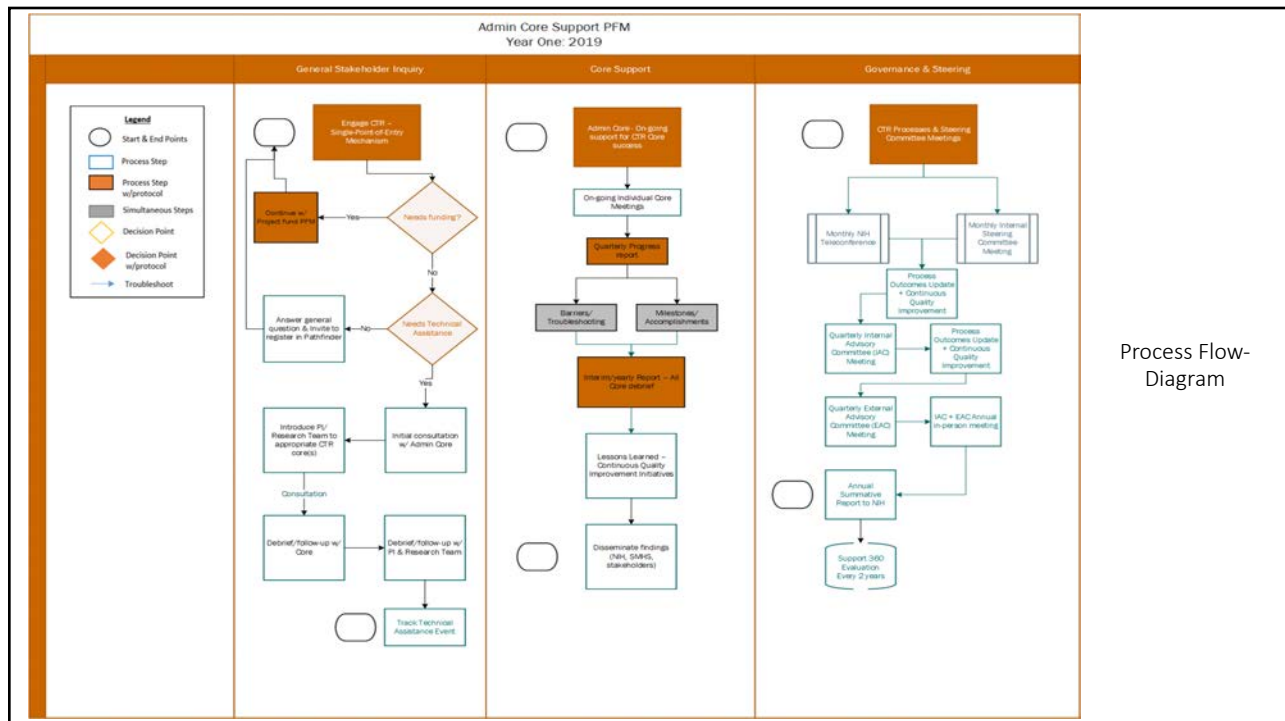 Admin Core Support PFM
Year One: 2019
General Stakeholder Inquiry
Core Support
Governance & Steering
Legend
Start & End Points
Process Step
Process Step
w/protocol
Simultaneous Steps
Decision Point
Decision Point
w/protocol
Troubleshoot
Engage CTR –
Single-Point-of-Entry
Mechanism
Needs funding?
Yes
Continue w/
Project fund PFM
No
Needs Technical
Assistance
No
Answer general
question & Invite to
register in Pathfinder
Yes
Initial consultation
w/ Admin Core
Introduce PI/
Research Team to
appropriate CTR
core(s)
Consultation
Debrief/follow-up w/
Core
Debrief/follow-up w/
PI & Research Team
Track Technical
Assistance Event
Admin Core - On-going
support for CTR Core
success
On-going Individual Core
Meetings
Quarterly Progress
report
Barriers/
Troubleshooting
Milestones/
Accomplishments
Interim/yearly Report – All
Core debrief
Lessons Learned –
Continuous Quality
Improvement Initiatives
Disseminate findings
(NIH, SMHS,
stakeholders)
CTR Processes & Steering
Committee Meetings
Monthly NIH
Teleconference
Monthly Internal
Steering
Committee
Meeting
Process
Outcomes Update
+ Continuous
Quality
Improvement
Quarterly Internal
Advisory
Committee (IAC)
Meeting
Process
Outcomes Update
+ Continuous
Quality
Improvement
Quarterly External
Advisory
Committee (EAC)
Meeting
IAC + EAC Annual
in-person meeting
Annual
Summative
Report to NIH
Support 360
Evaluation
Every 2 years
Process Flow-
Diagram